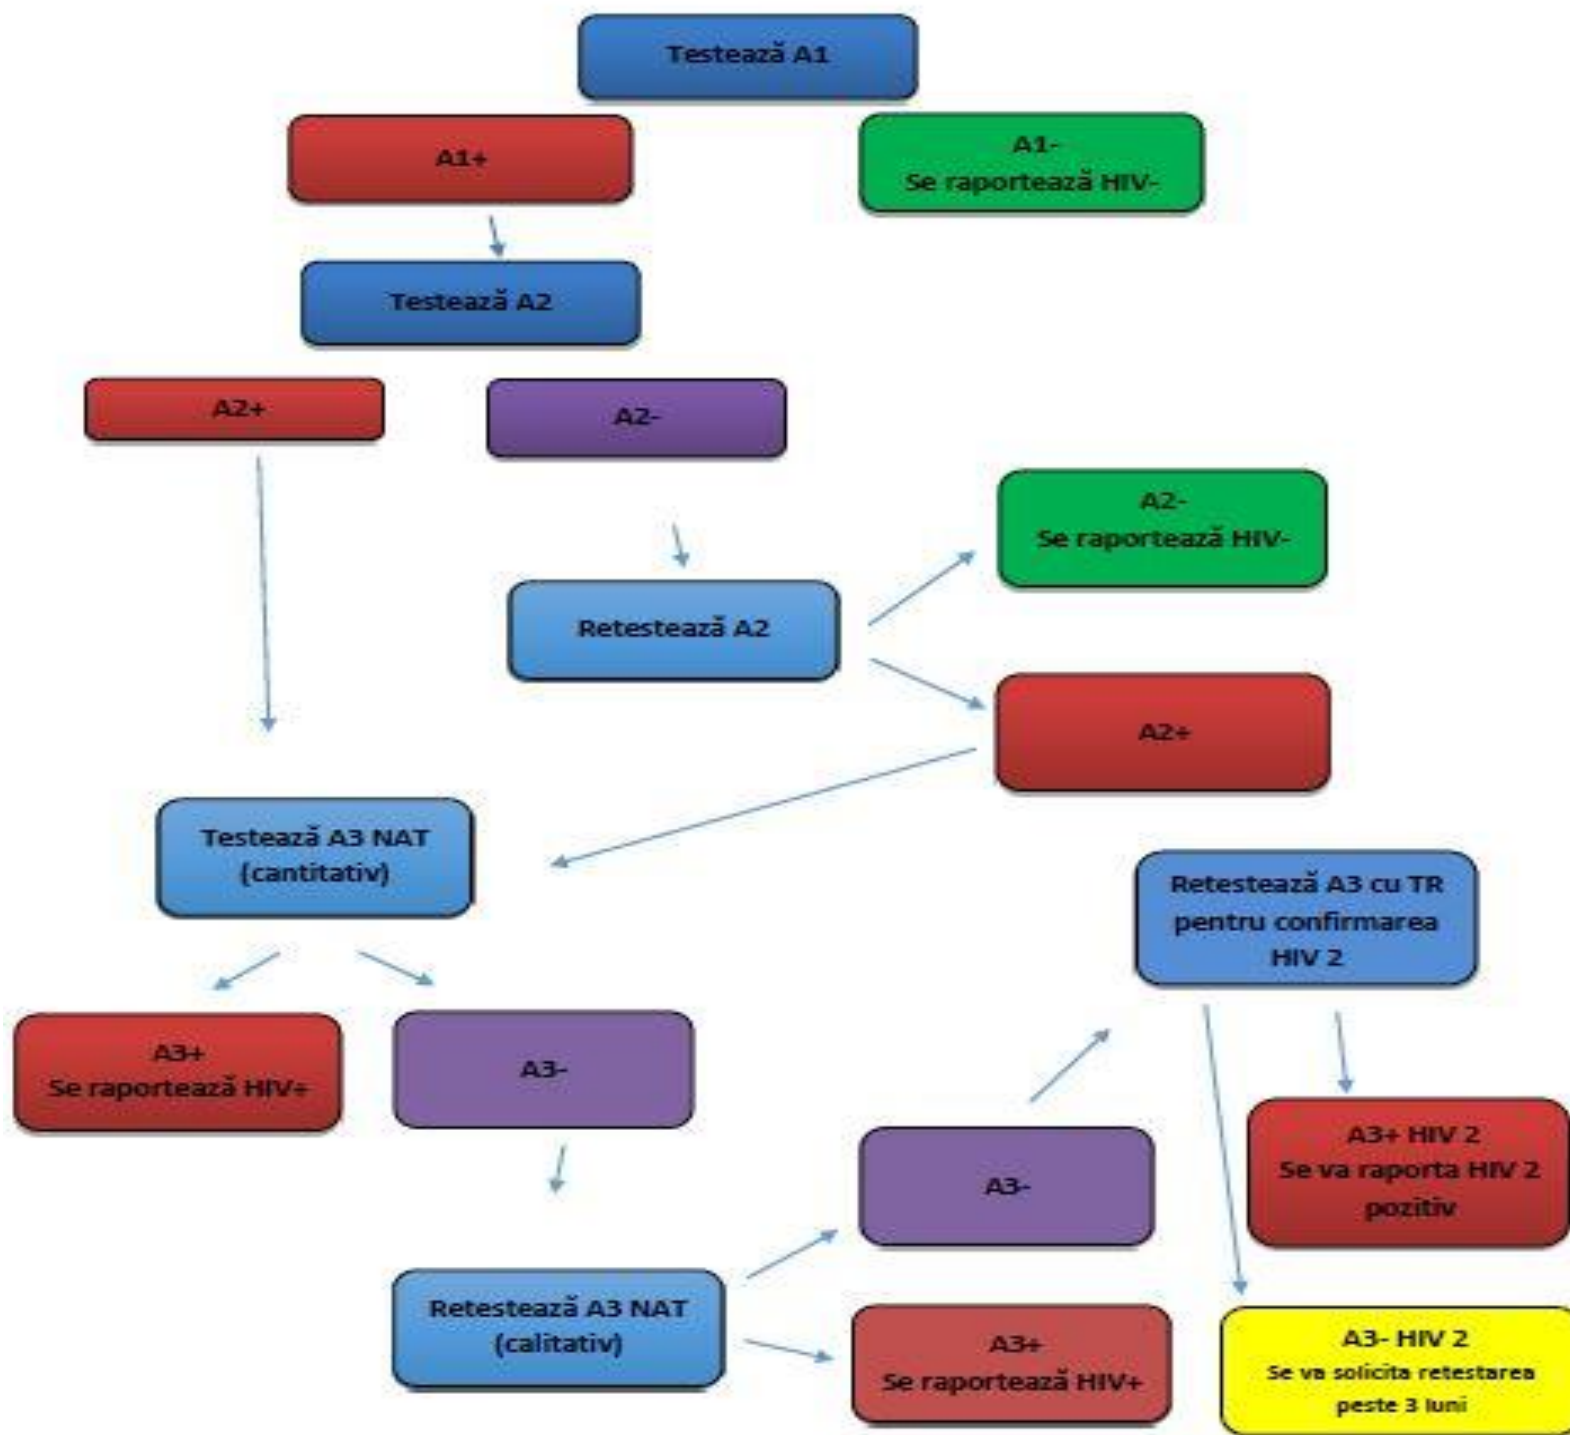 Testează A1
A1+
A1-
Se raportează HIV-
Testează A2
A2+
A2-
A2-
Se raportează HIV-
Retestează A2
A2+
Testează A3 NAT
(cantitativ)
Retestează A3 cu TR
pentru confirmarea
HIV 2
A3+
Se raportează HIV+
A3-
A3-
A3+ HIV 2
Se va raporta HIV 2
pozitiv
Retestează A3 NAT
(calitativ)
A3+
Se raportează HIV+
A3- HIV 2
Se va solicita retestarea
peste 3 luni